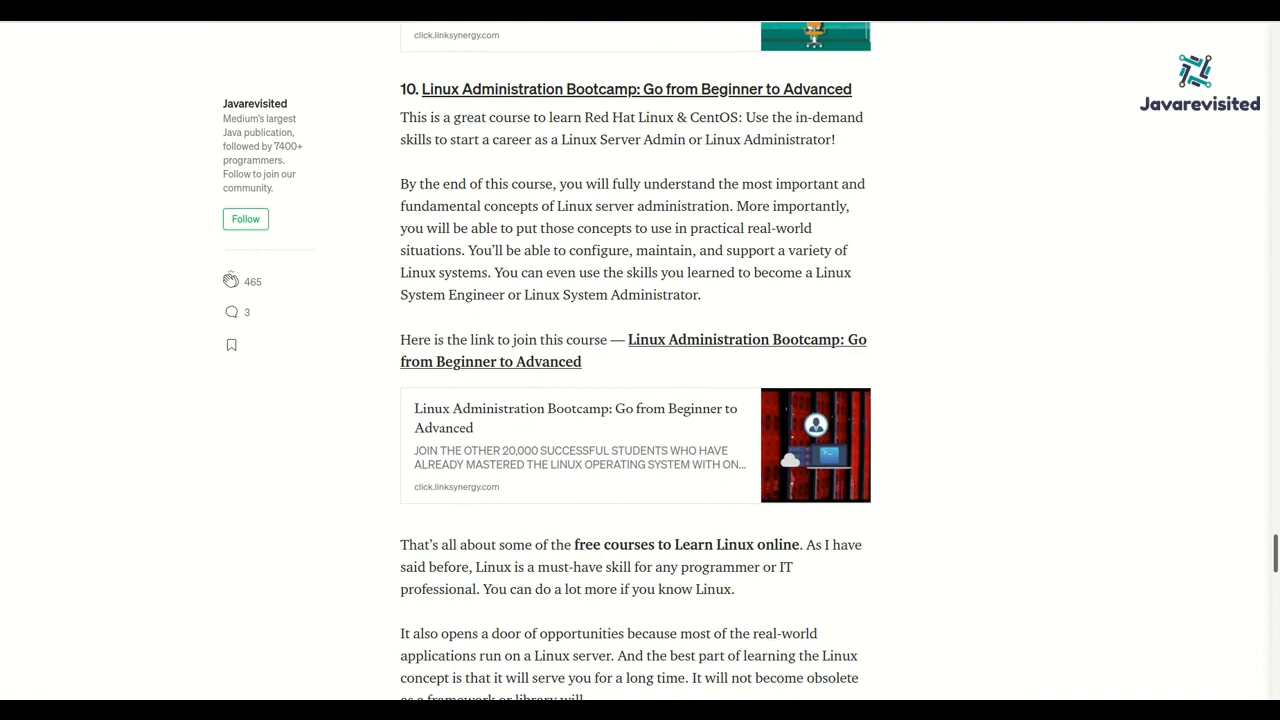 click.linksynergy.com
10. Linux Administration Bootcamp: Go from Beginner to Advanced
This is a great course to learn Red Hat Linux & CentOS: Use the in-demand
skills to start a career as a Linux Server Admin or Linux Administrator!
By the end of this course, you will fully understand the most important and
fundamental concepts of Linux server administration. More importantly,
you will be able to put those concepts to use in practical real-world
situations. You’ll be able to configure, maintain, and support a variety of
Linux systems. You can even use the skills you learned to become a Linux
System Engineer or Linux System Administrator.
Here is the link to join this course — Linux Administration Bootcamp: Go
from Beginner to Advanced
Linux Administration Bootcamp: Go from Beginner to
Advanced
JOIN THE OTHER 20,000 SUCCESSFUL STUDENTS WHO HAVE
ALREADY MASTERED THE LINUX OPERATING SYSTEM WITH ON...
click.linksynergy.com
That’s all about some of the free courses to Learn Linux online. As I have
said before, Linux is a must-have skill for any programmer or IT
professional. You can do a lot more if you know Linux.
It also opens a door of opportunities because most of the real-world
applications run on a Linux server. And the best part of learning the Linux
concept is that it will serve you for a long time. It will not become obsolete
as a framework or library will
Javarevisited
Medium’s largest
Java publication,
followed by 7400+
programmers.
Follow to join our
community.
Follow
465
3
Javarevisited